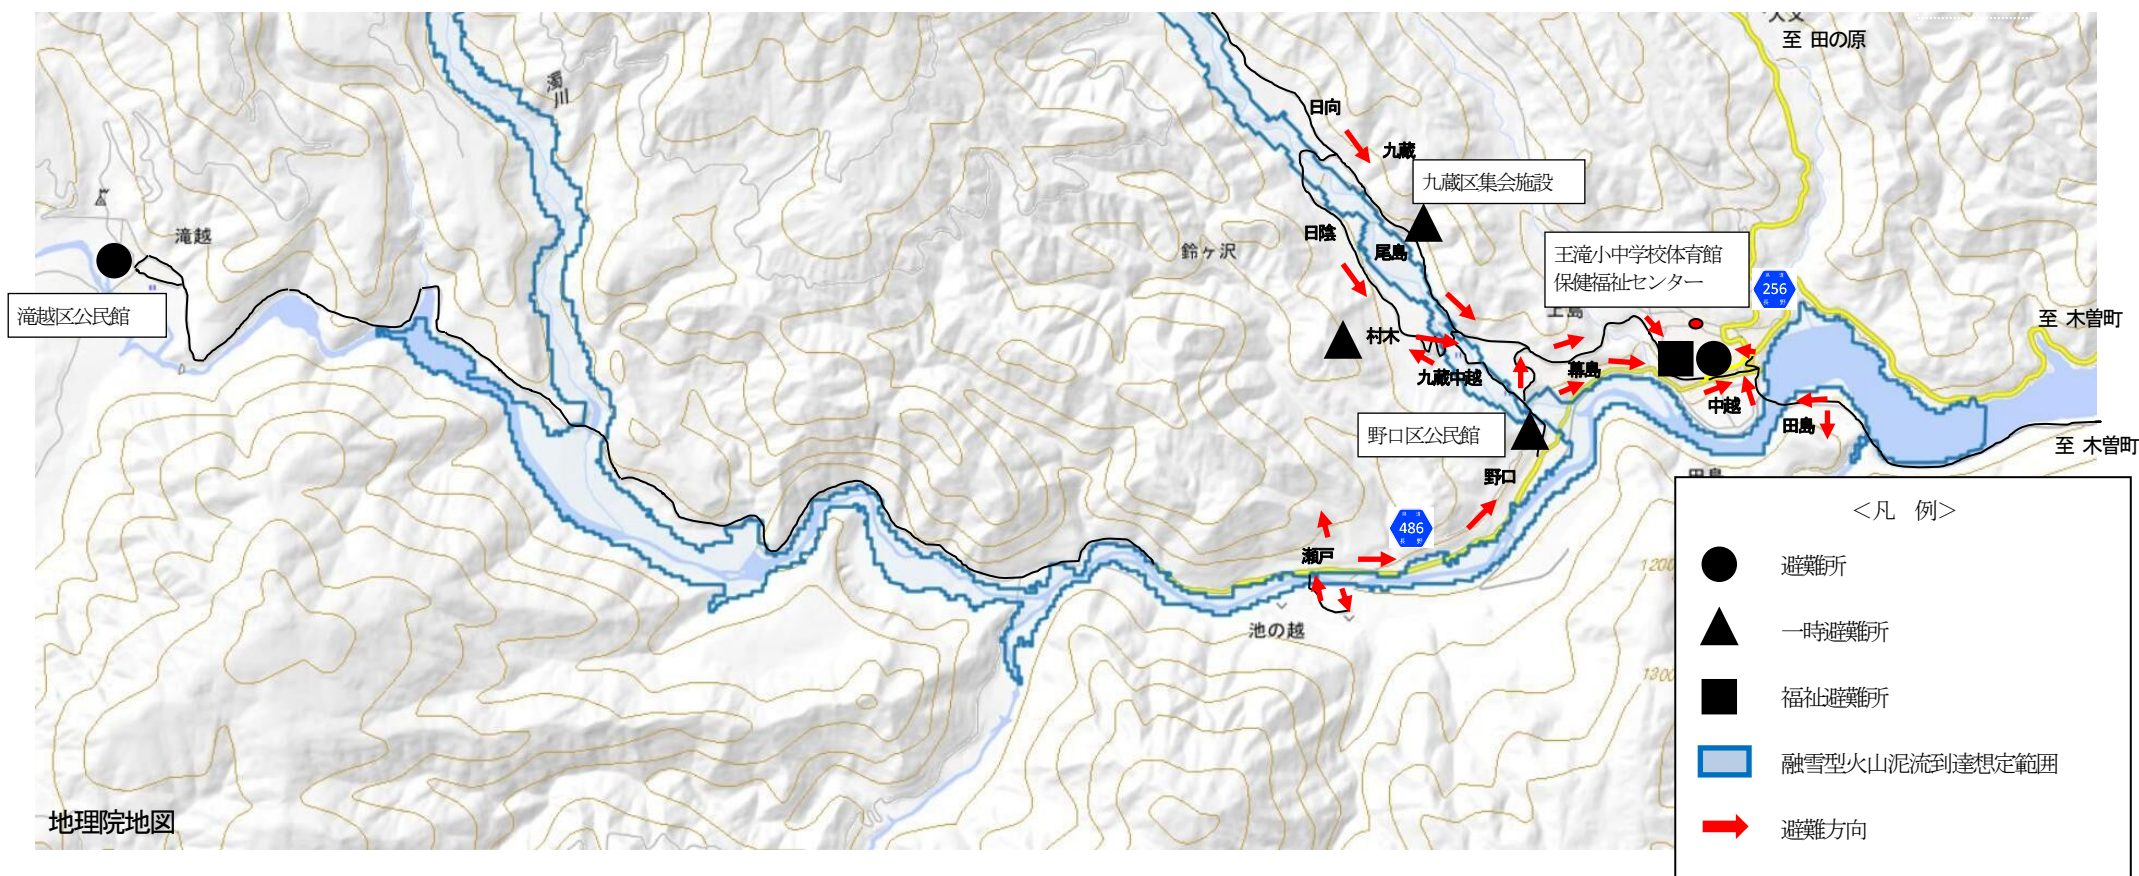 至 田の原
濁川
日向
九蔵
九蔵区集会施設
滝越
日陰
尾島
鈴ヶ沢
王滝小中学校体育館
保健福祉センター
256
滝越区公民館
上島
至 木曽町
村木
九蔵中越
幕島
中越
田島
野口区公民館
至 木曽町
野口
486
瀬戸
池の越
1200
1300
<凡 例>
避難所
一時避難所
福祉避難所
融雪型火山泥流到達想定範囲
避難方向
地理院地図